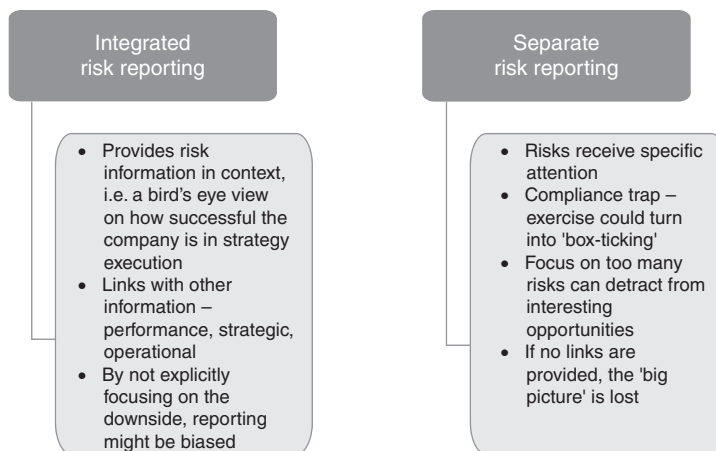 Integrated
risk reporting
• Provides risk
information in context,
i.e. a bird's eye view
on how successful the
company is in strategy
execution
• Links with other
information –
performance, strategic,
operational
• By not explicitly
focusing on the
downside, reporting
might be biased
Separate
risk reporting
• Risks receive specific
attention
• Compliance trap –
exercise could turn
into 'box-ticking'
• Focus on too many
risks can detract from
interesting
opportunities
• If no links are
provided, the 'big
picture' is lost